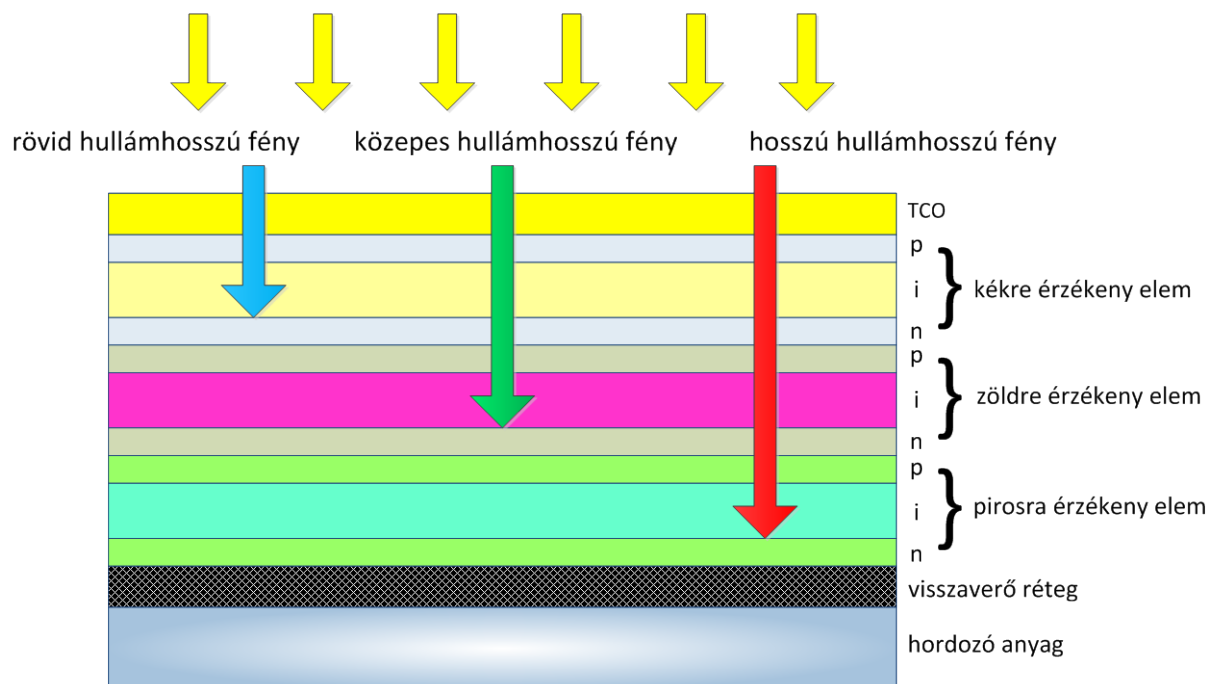 rövid hullámhosszú fény
közepes hullámhosszú fény
hosszú hullámhosszú fény
TCO
p
i
n
kékre érzékeny elem
p
i
n
zöldre érzékeny elem
p
i
n
pirosra érzékeny elem
visszaverő réteg
hordozó anyag